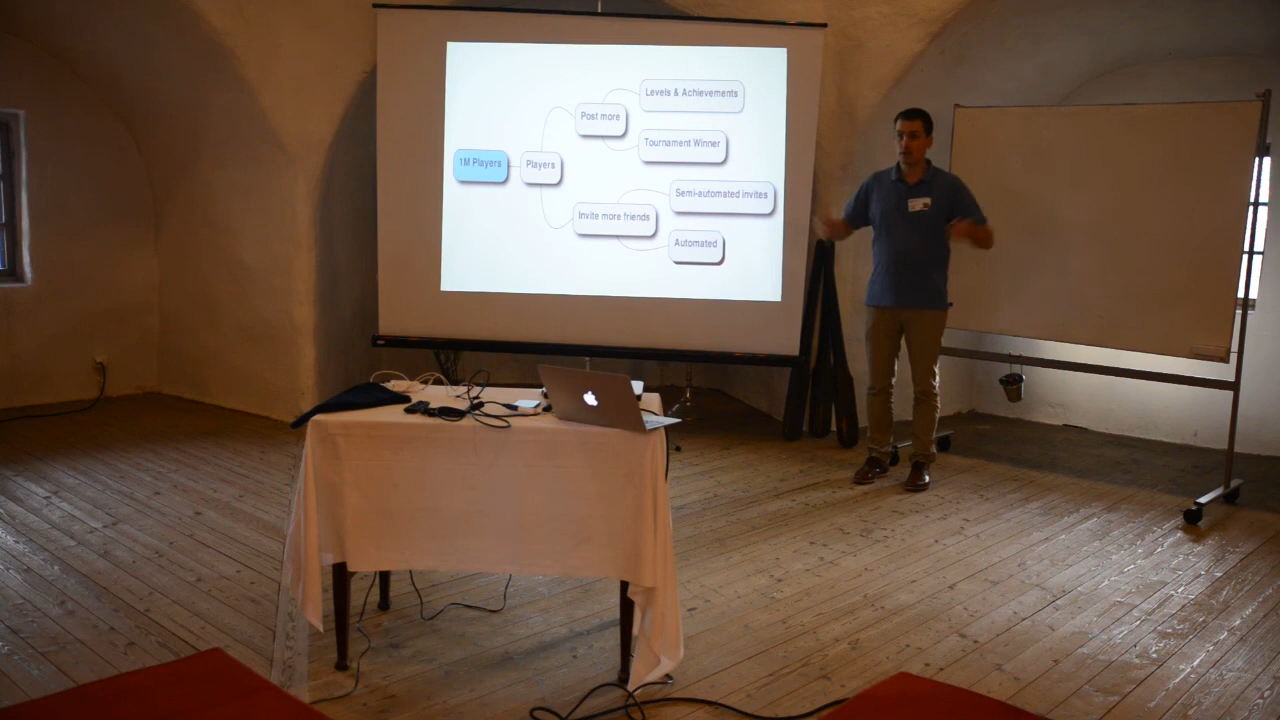 Levels & Achievements
Post more
Tournament Winner
1M Players
Players
Semi-automated invites
Invite more friends
Automated